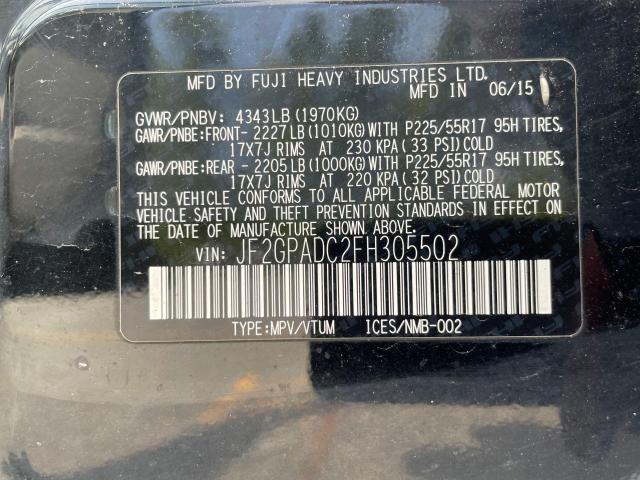 MFD BY FUJI HEAVY INDUSTRIES LTD.
MFD IN 06/15
GVWR/PNBV: 4343LB(1970KG)
GAWR/PNBE:FRONT- 2227LB(1010KG)WITH P225/55R17 95H TIRES,
17X7J RIMS AT 230 KPA(33 PSI)COLD
GAWR/PNBE:REAR - 2205LB(1000KG)WITH P225/55R17 95H TIRES,
17X7J RIMS AT 220 KPA(32 PSI)COLD
THIS VEHICLE CONFORMS TO ALL APPLICABLE FEDERAL MOTOR
VEHICLE SAFETY AND THEFT PREVENTION STANDARDS IN EFFECT
ON THE DATE OF MANUFACTURE SHOWN ABOVE.
VIN: JF2GPADC2FH305502
TYPE:MPV/VTUM ICES/NMB-002